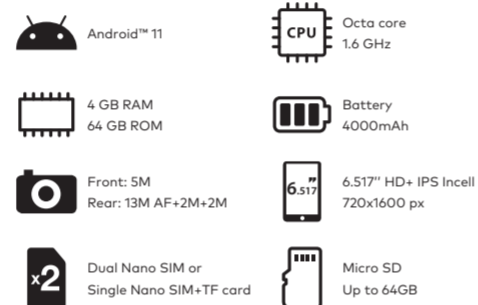 Android™ 11
CPU
Octa core
1.6 GHz
4 GB RAM
64 GB ROM
Battery
4000mAh
Front: 5M
Rear: 13M AF+2M+2M
6.517"
6.517'' HD+ IPS Incell
720x1600 px
x2
Dual Nano SIM or
Single Nano SIM+TF card
Micro SD
Up to 64GB